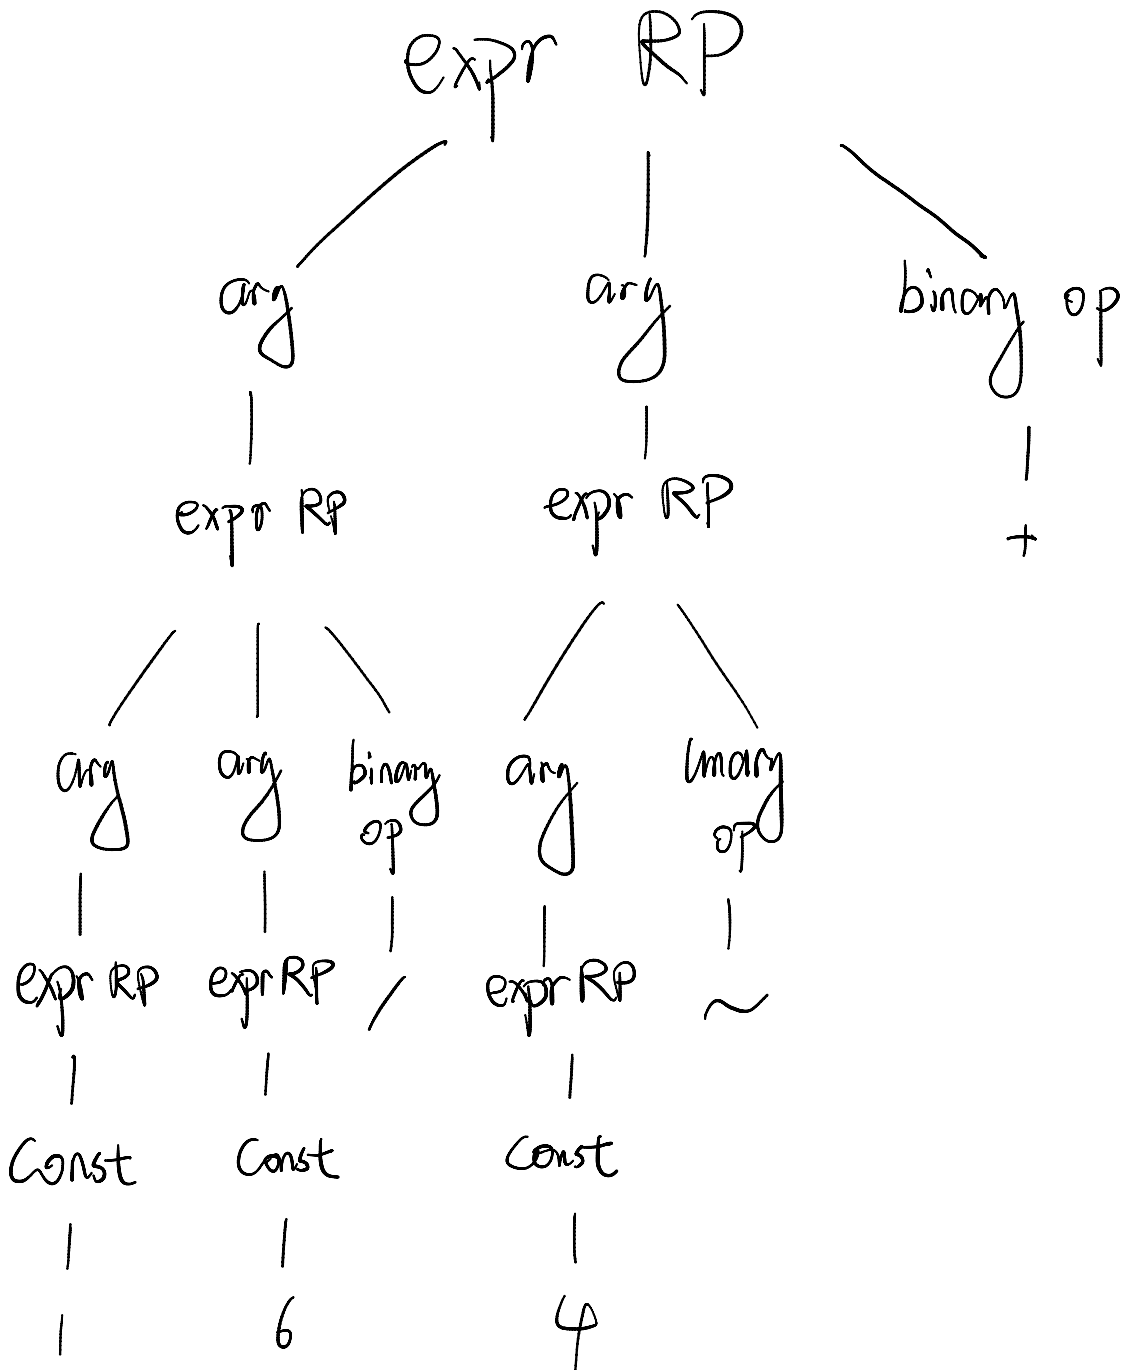 expr RP
arg arg binary op
expr RP expr RP +
arg arg binary op arg unary op
expr RP expr RP / expr RP ~
Const Const Const
1 6 4